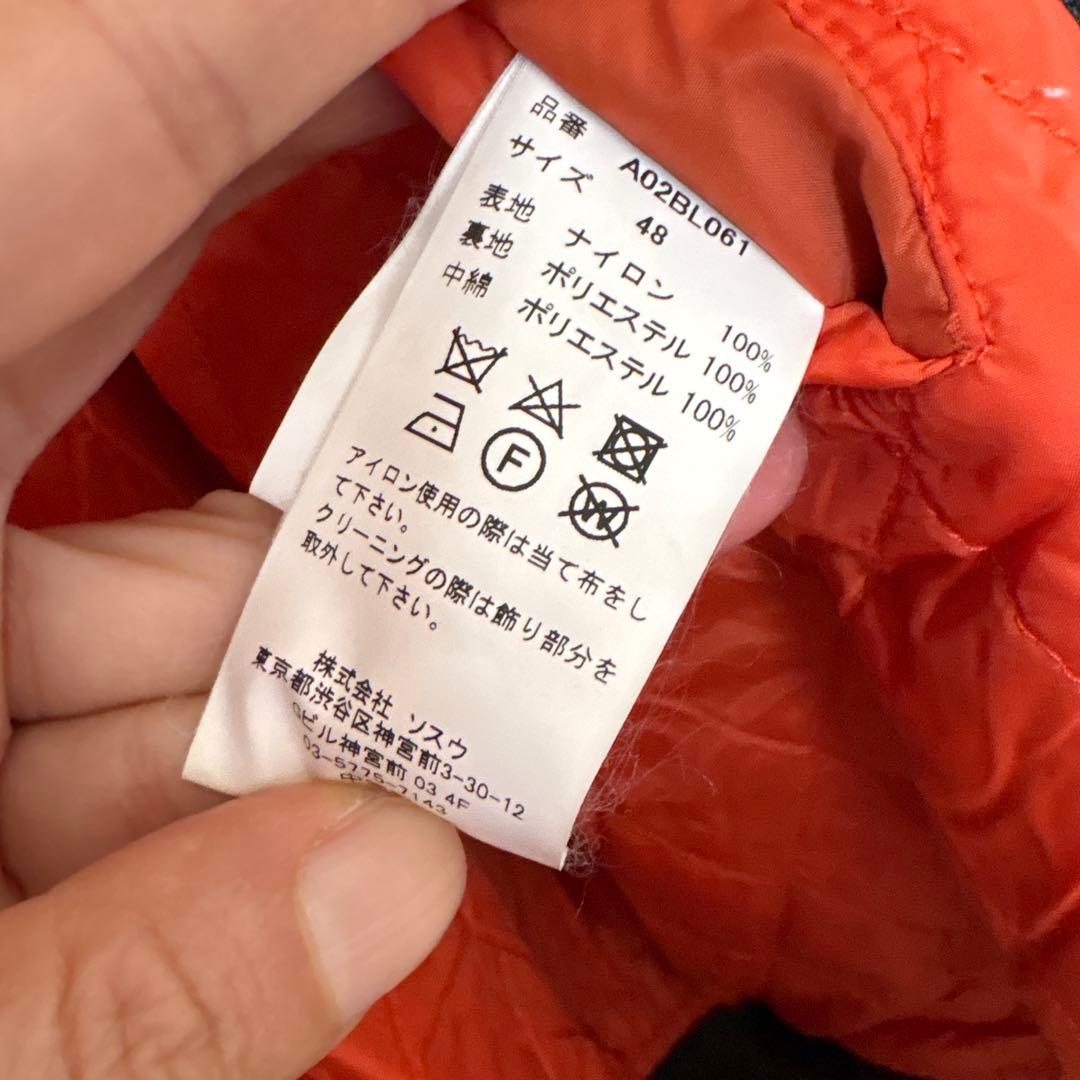 品番 A02BL061
サイズ 48
表地 ナイロン 100%
裏地 ポリエステル 100%
中綿 ポリエステル 100%
F
W
アイロン使用の際は当て布をし
て下さい。
クリーニングの際は飾り部分を
取外して下さい。
株式会社 ソスウ
東京都渋谷区神宮前3-30-12
Gビル神宮前 03 4F
03-5775-7143